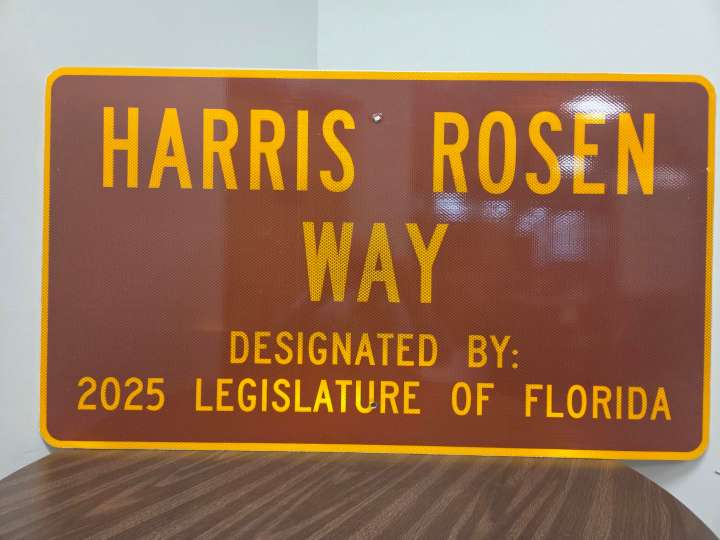 HARRIS ROSEN
WAY
DESIGNATED BY:
2025 LEGISLATURE OF FLORIDA